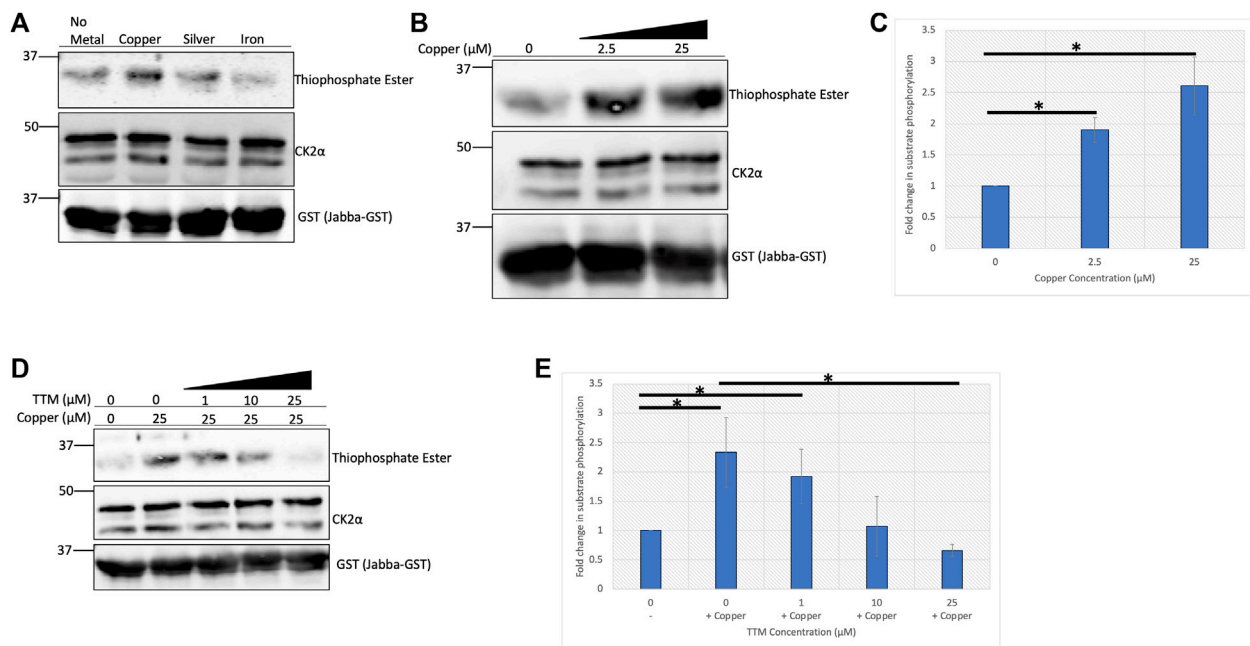 A
No
Metal Copper Silver Iron
37
Thiophosphate Ester
50
CK2α
37
GST (Jabba-GST)
B
Copper (µM) 0 2.5 25
37
Thiophosphate Ester
50
CK2α
37
GST (Jabba-GST)
C
Fold change in substrate phosphorylation
3.5
3
2.5
2
1.5
1
0.5
0
*
*
0 2.5 25
Copper Concentration (µM)
D
TTM (µM) 0 0 1 10 25
Copper (µM) 0 25 25 25 25
37
Thiophosphate Ester
50
CK2α
37
GST (Jabba-GST)
E
Fold change in substrate phosphorylation
3.5
3
2.5
2
1.5
1
0.5
0
*
*
*
0 0 1 10 25
- + Copper + Copper + Copper + Copper
TTM Concentration (µM)